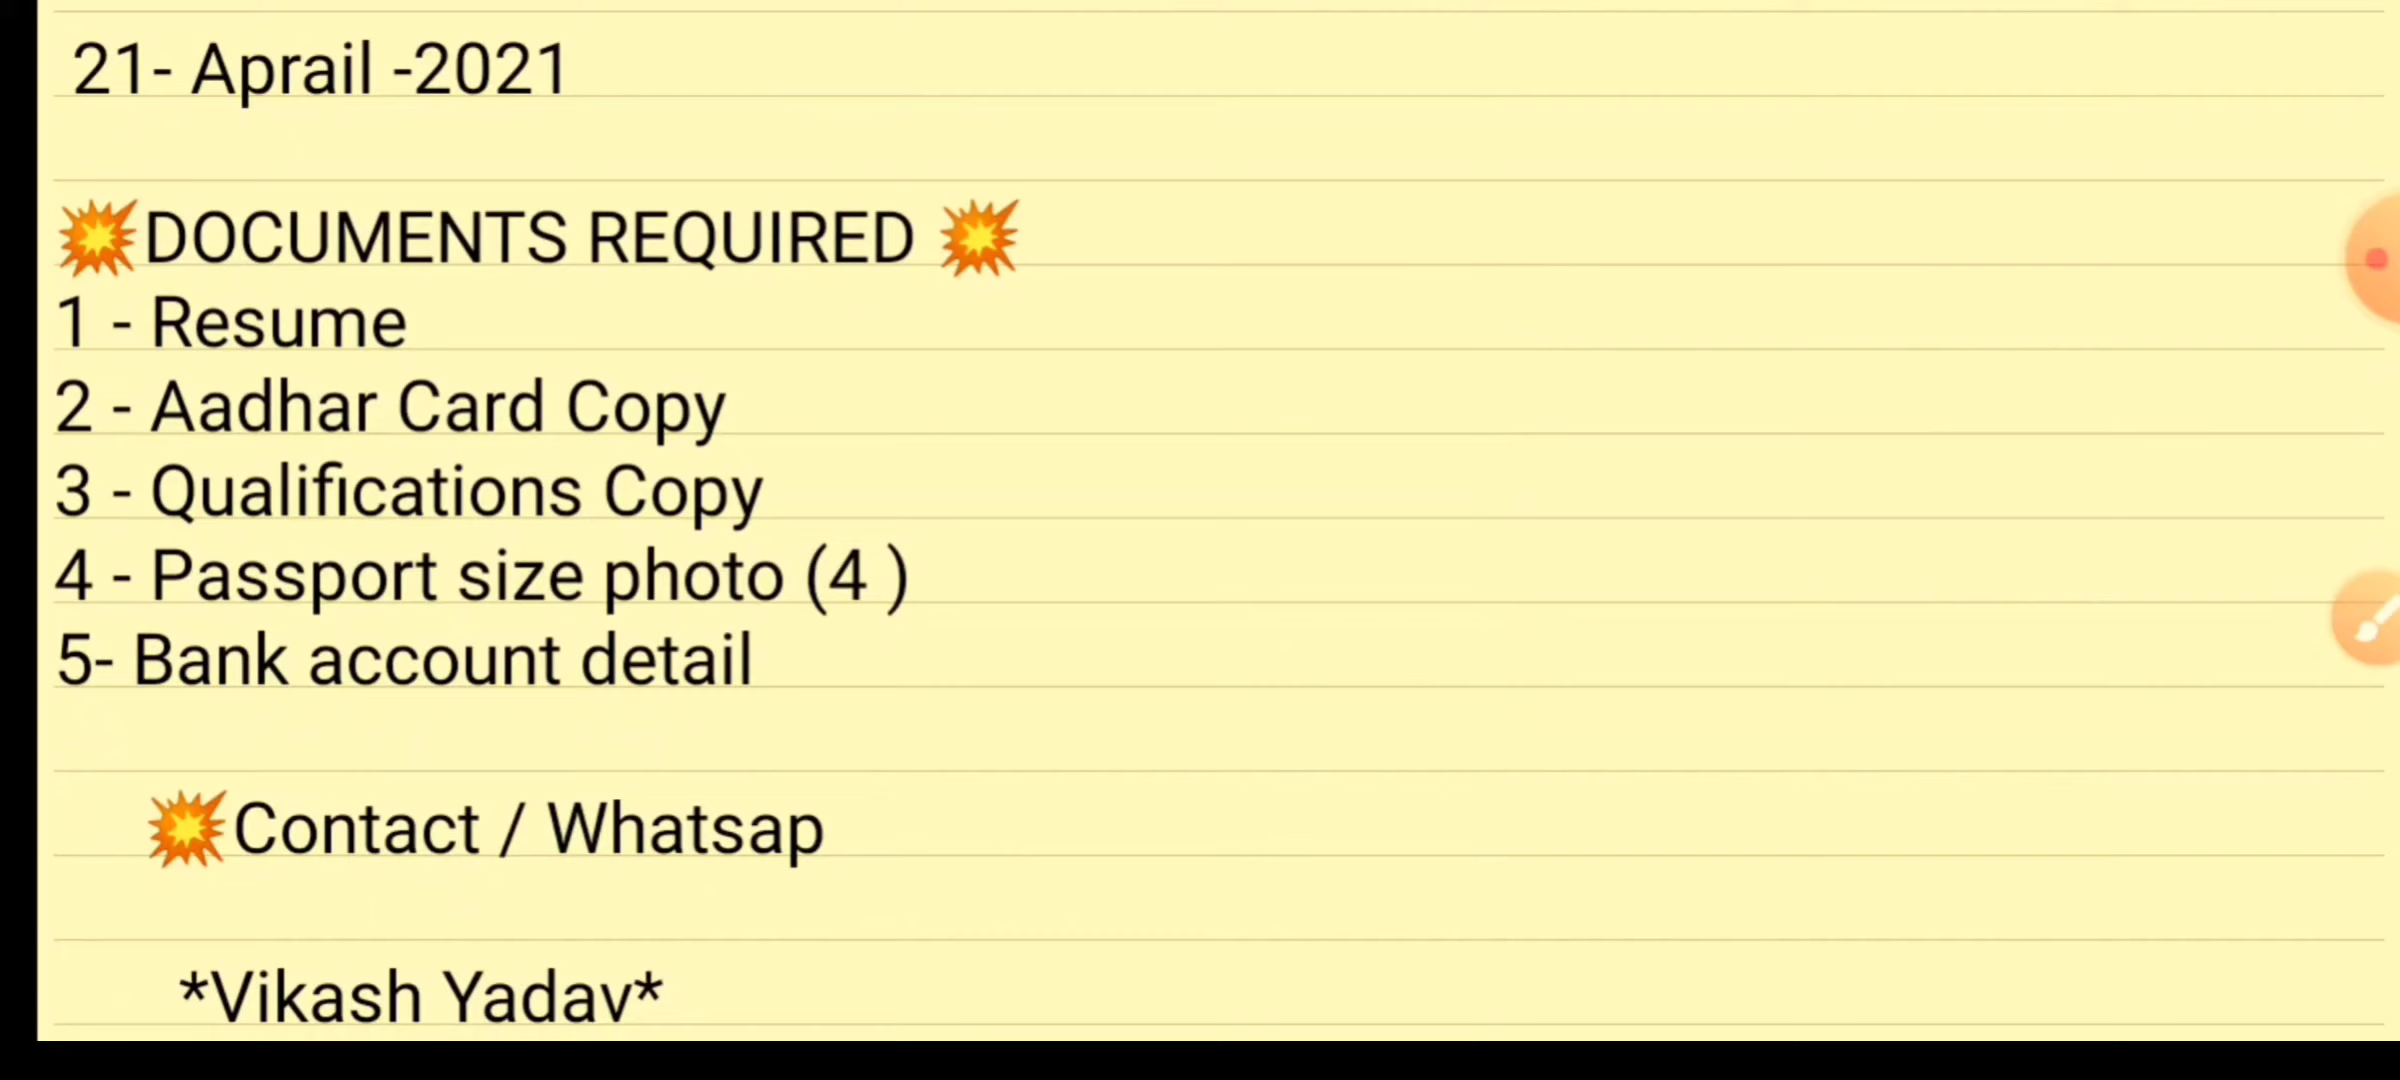 21- Aprail -2021
💥DOCUMENTS REQUIRED 💥
1 - Resume
2 - Aadhar Card Copy
3 - Qualifications Copy
4 - Passport size photo (4 )
5- Bank account detail
💥Contact / Whatsap
*Vikash Yadav*